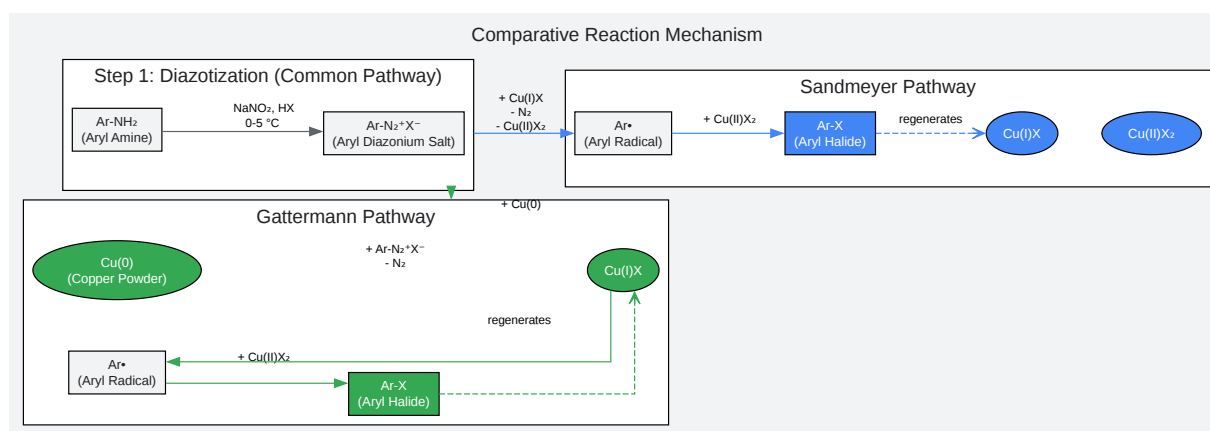 Comparative Reaction Mechanism
Step 1: Diazotization (Common Pathway)
Ar-NH₂
(Aryl Amine)
NaNO₂, HX
0-5 °C
Ar-N₂⁺X⁻
(Aryl Diazonium Salt)
+ Cu(I)X
- N₂
- Cu(II)X₂
Sandmeyer Pathway
Ar•
(Aryl Radical)
+ Cu(II)X₂
Ar-X
(Aryl Halide)
regenerates
Cu(I)X
Cu(II)X₂
+ Cu(0)
Gattermann Pathway
Cu(0)
(Copper Powder)
+ Ar-N₂⁺X⁻
- N₂
Cu(I)X
regenerates
Ar•
(Aryl Radical)
+ Cu(II)X₂
Ar-X
(Aryl Halide)